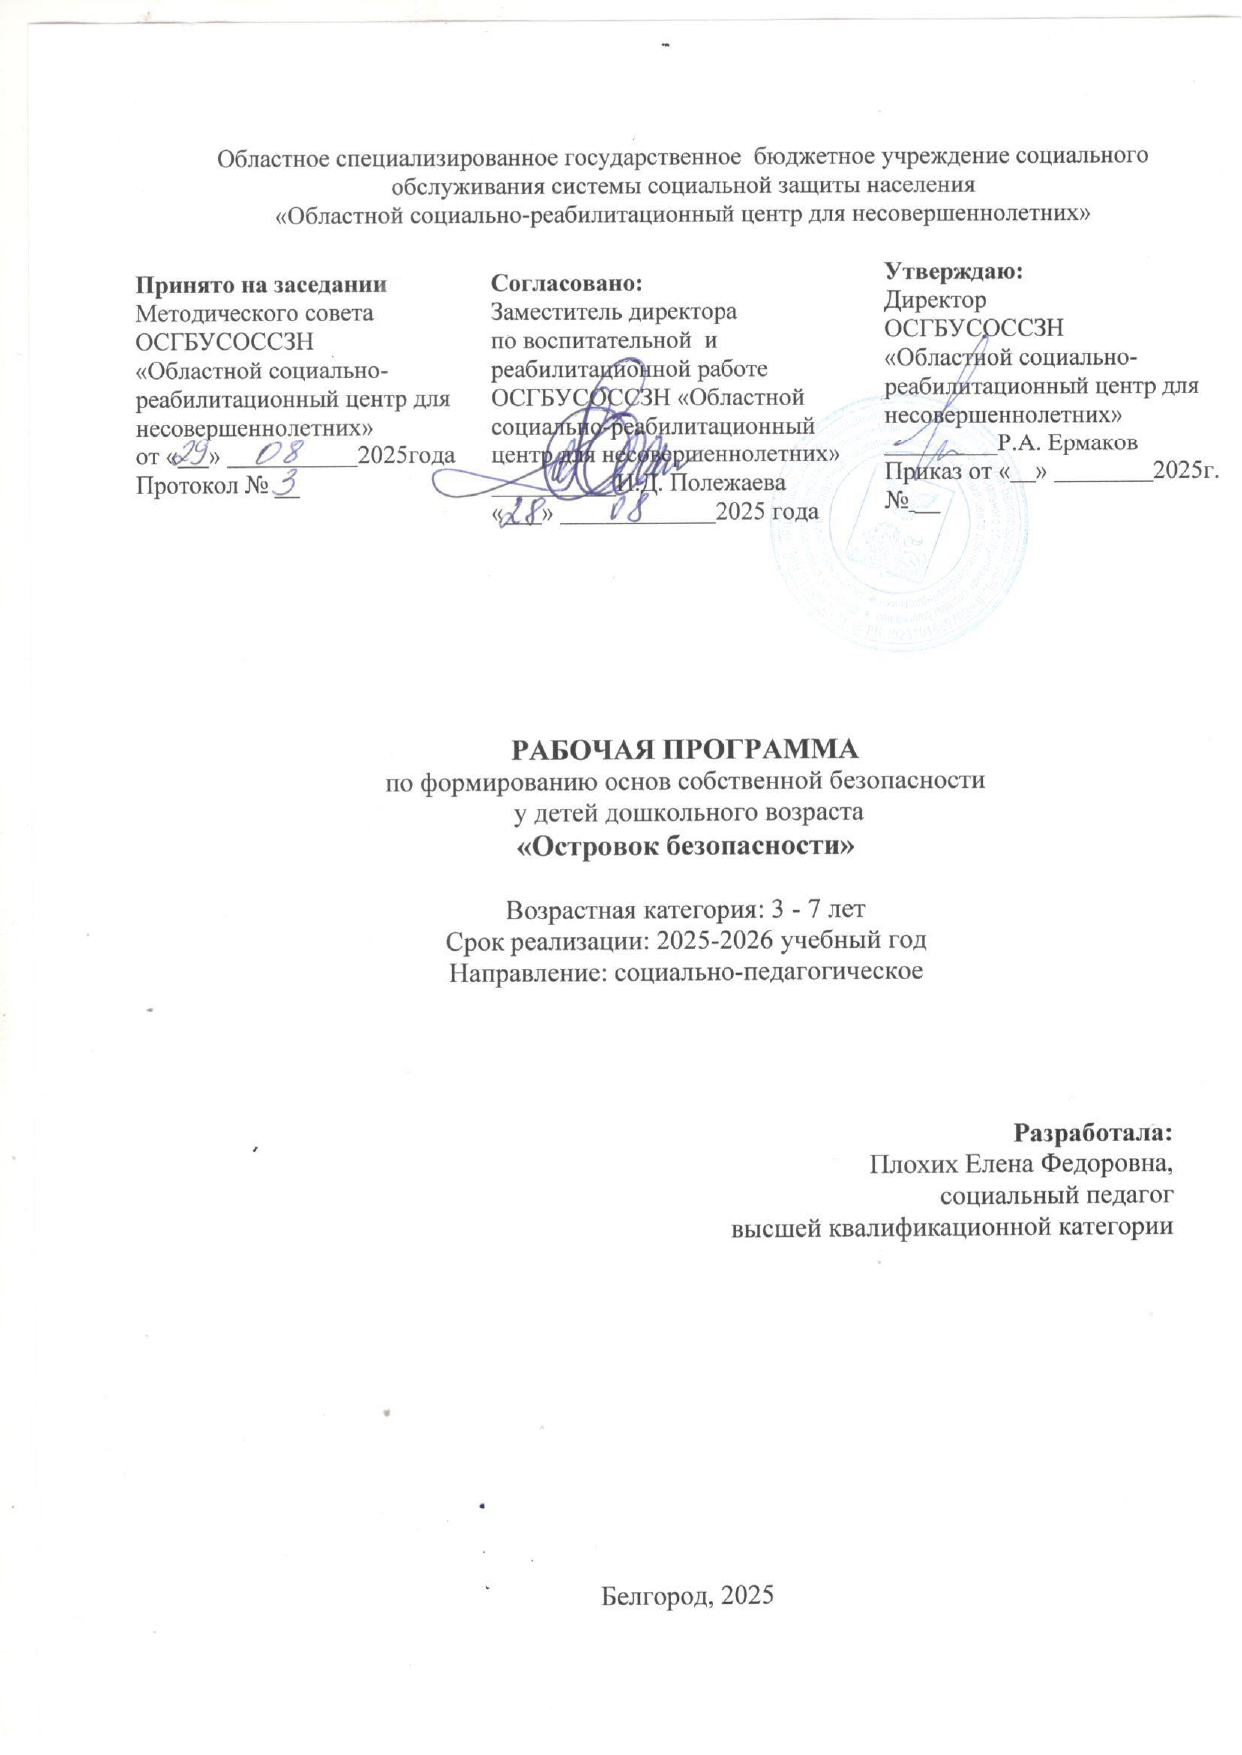 Областное специализированное государственное бюджетное учреждение социального
обслуживания системы социальной защиты населения
«Областной социально-реабилитационный центр для несовершеннолетних»
Принято на заседании
Методического совета
ОСГБУСОССЗН
«Областной социально-
реабилитационный центр для
несовершеннолетних»
от «29» 08 2025года
Протокол № 3
Согласовано:
Заместитель директора
по воспитательной и
реабилитационной работе
ОСГБУСОССЗН «Областной
социально-реабилитационный
центр для несовершеннолетних»
____________И.Д. Полежаева
«28» 08 2025 года
Утверждаю:
Директор
ОСГБУСОССЗН
«Областной социально-
реабилитационный центр для
несовершеннолетних»
_________Р.А. Ермаков
Приказ от «__» ________2025г.
№ __
РАБОЧАЯ ПРОГРАММА
по формированию основ собственной безопасности
у детей дошкольного возраста
«Островок безопасности»
Возрастная категория: 3 - 7 лет
Срок реализации: 2025-2026 учебный год
Направление: социально-педагогическое
Разработала:
Плохих Елена Федоровна,
социальный педагог
высшей квалификационной категории
Белгород, 2025